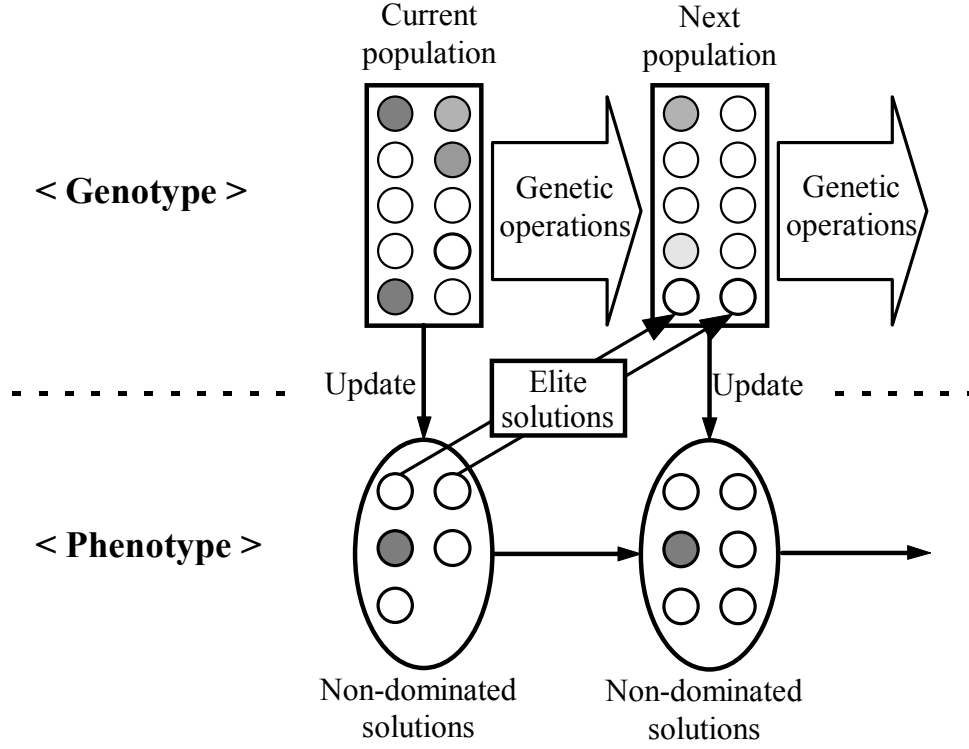 Current
population
Next
population
< Genotype >
Genetic
operations
Genetic
operations
Update
Elite
solutions
Update
< Phenotype >
Non-dominated
solutions
Non-dominated
solutions